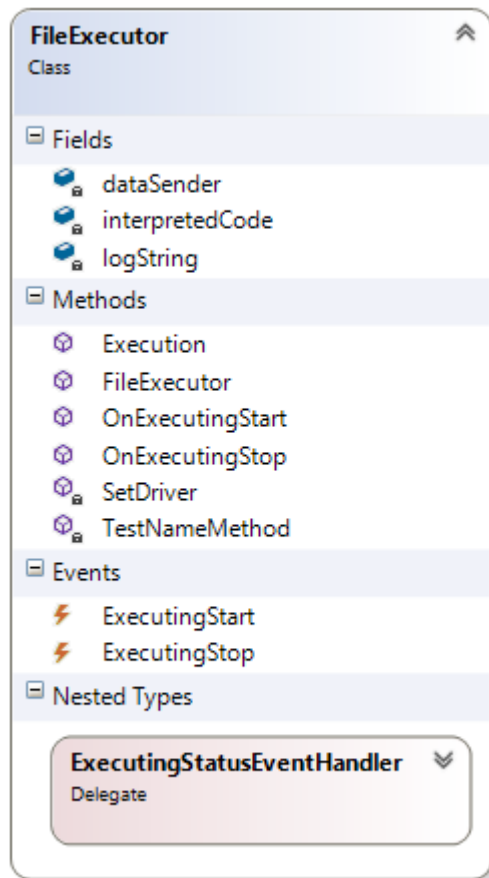 FileExecutor
Class
Fields
dataSender
interpretedCode
logString
Methods
Execution
FileExecutor
OnExecutingStart
OnExecutingStop
SetDriver
TestNameMethod
Events
ExecutingStart
ExecutingStop
Nested Types
ExecutingStatusEventHandler
Delegate